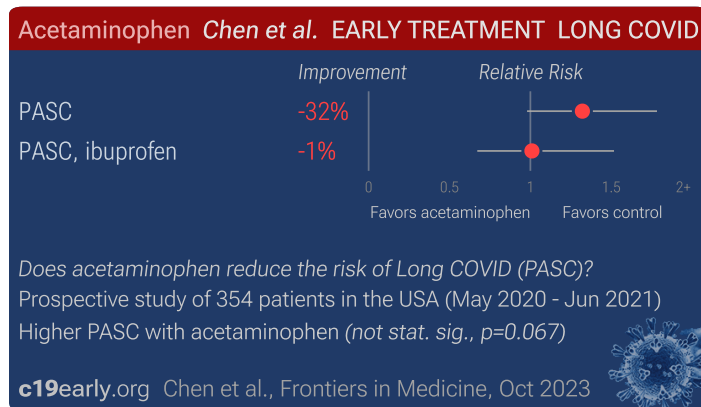 Acetaminophen Chen et al. EARLY TREATMENT LONG COVID
Improvement Relative Risk
PASC -32%
PASC, ibuprofen -1%
0 0.5 1 1.5 2+
Favors acetaminophen Favors control
Does acetaminophen reduce the risk of Long COVID (PASC)?
Prospective study of 354 patients in the USA (May 2020 - Jun 2021)
Higher PASC with acetaminophen (not stat. sig., p=0.067)
c19early.org Chen et al., Frontiers in Medicine, Oct 2023